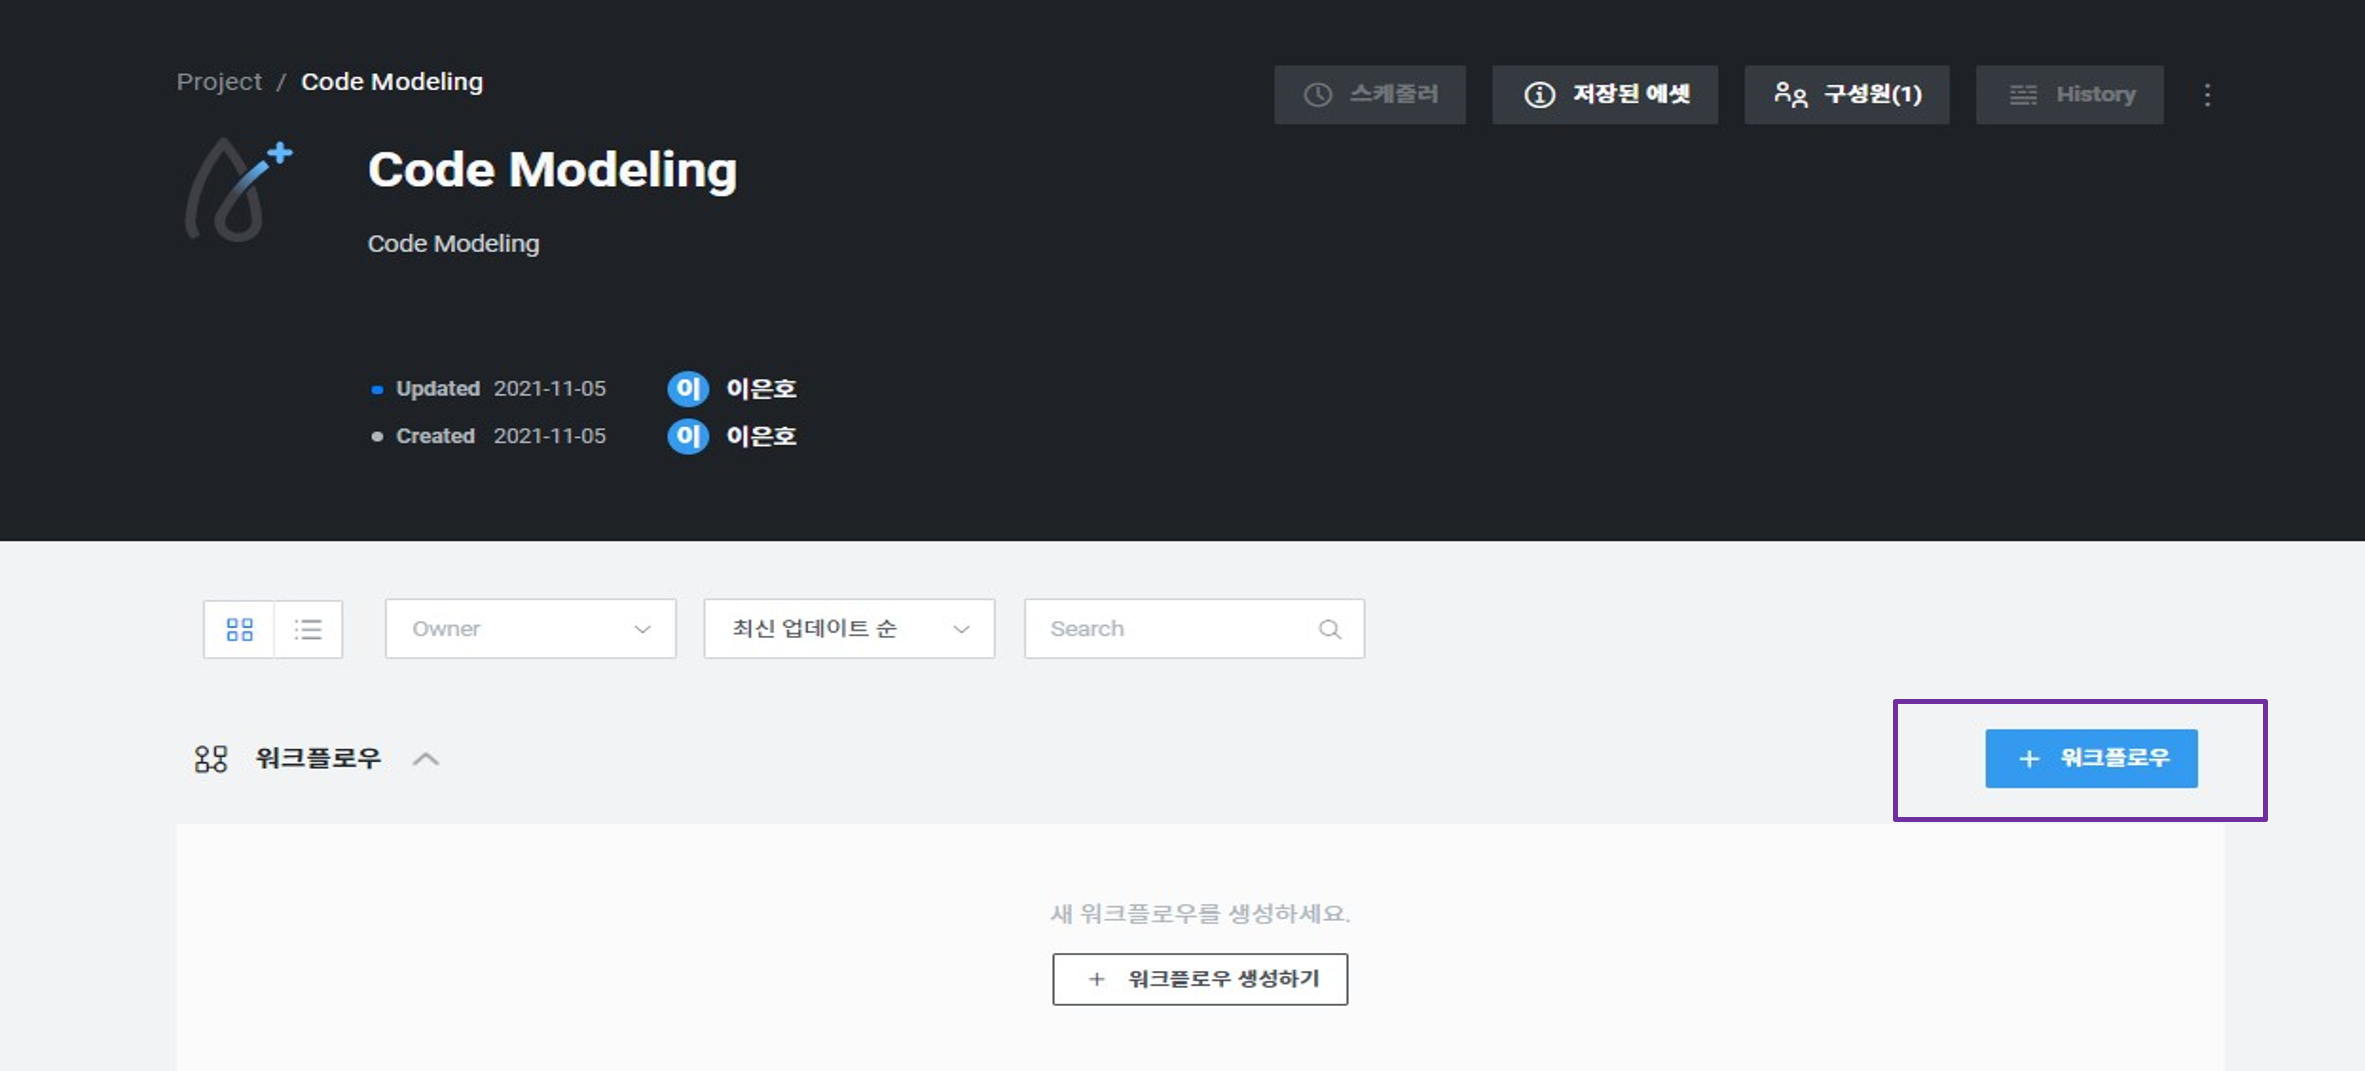 Project / Code Modeling
스케줄러
저장된 에셋
구성원(1)
History
Code Modeling
Code Modeling
Updated 2021-11-05 이 이은호
Created 2021-11-05 이 이은호
Owner
최신 업데이트 순
Search
워크플로우
+ 워크플로우
새 워크플로우를 생성하세요.
+ 워크플로우 생성하기